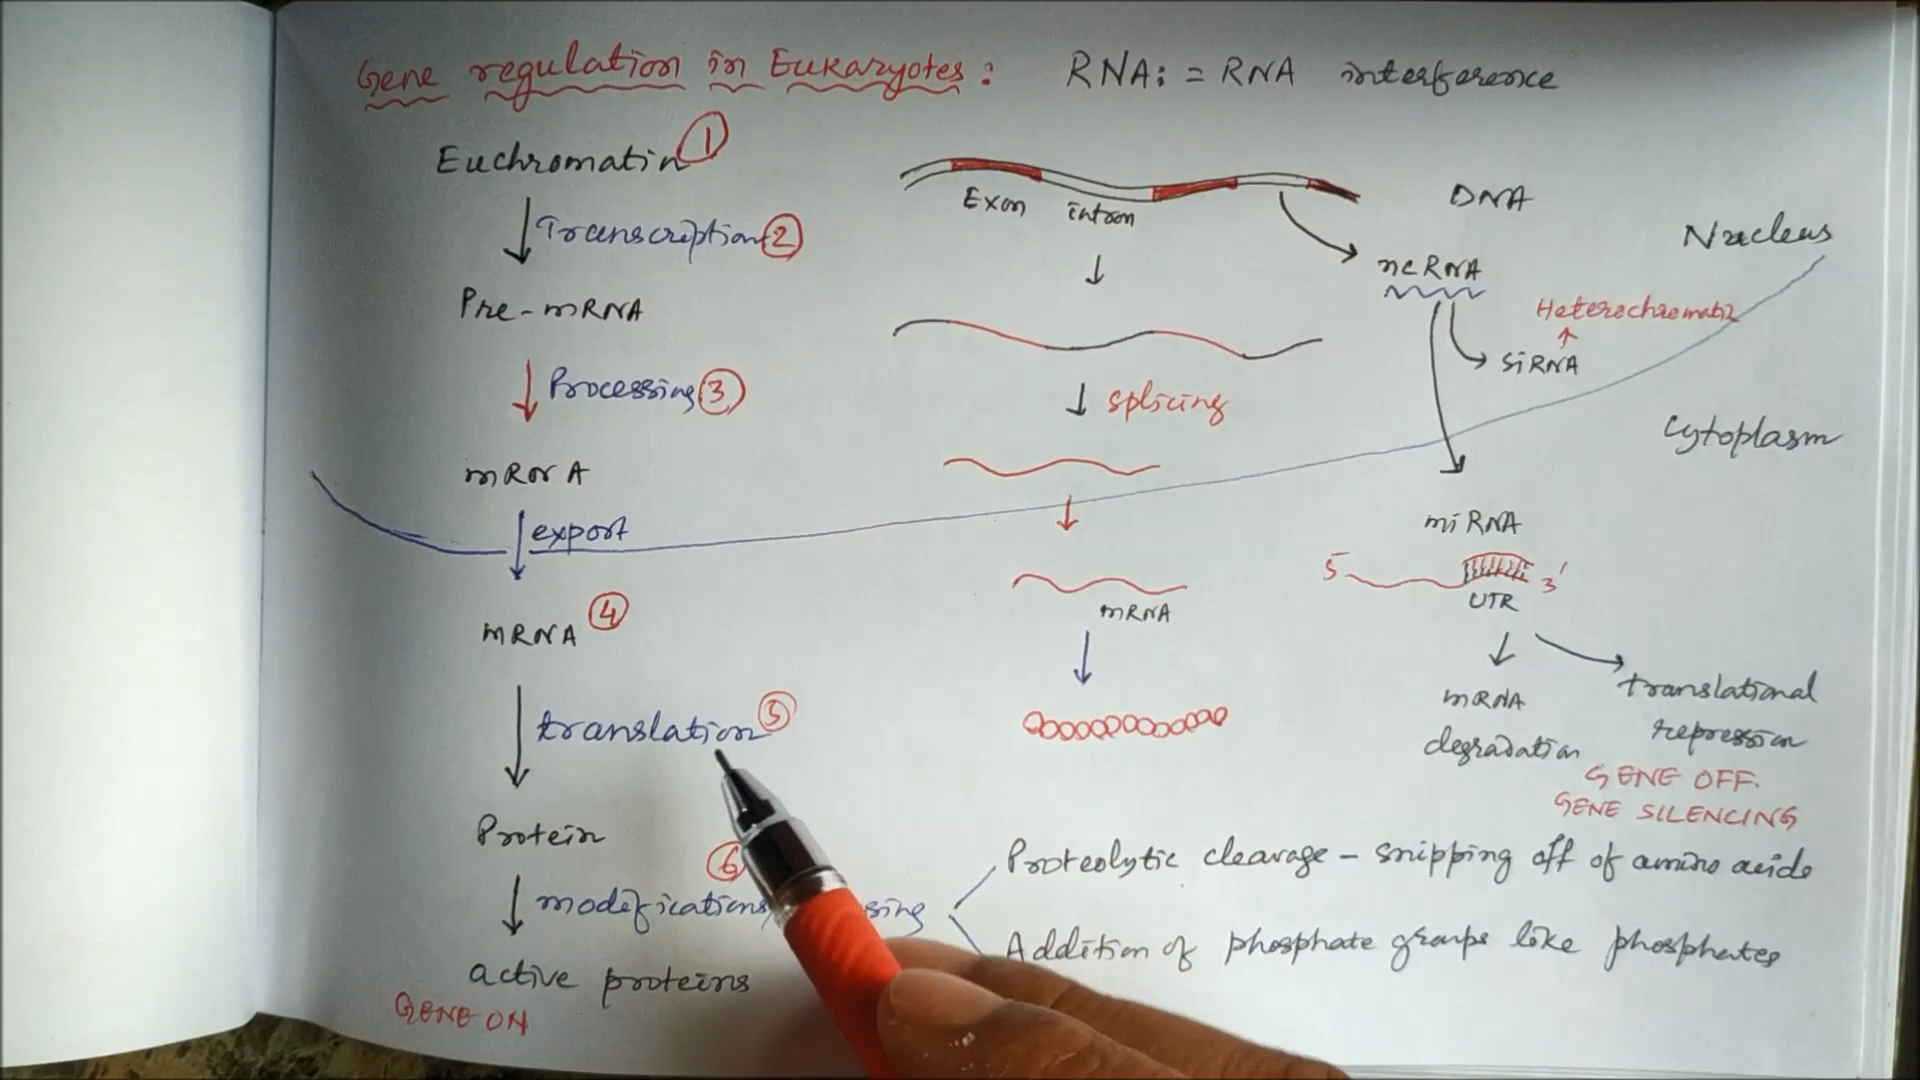 Gene regulation in Eukaryotes: RNAi = RNA interference
Euchromatin 1
Transcription 2
Pre-mRNA
Processing 3
mRNA
export
mRNA 4
translation 5
Protein
6
modifications
active proteins
GENE ON
Exon intron
DNA
Nucleus
ncRNA
Heterochromatin
SiRNA
splicing
Cytoplasm
miRNA
5 3'
UTR
mRNA
mRNA degradation
translational repression
GENE OFF.
GENE SILENCING
Proteolytic cleavage - snipping off of amino acids
Addition of phosphate groups like phosphates